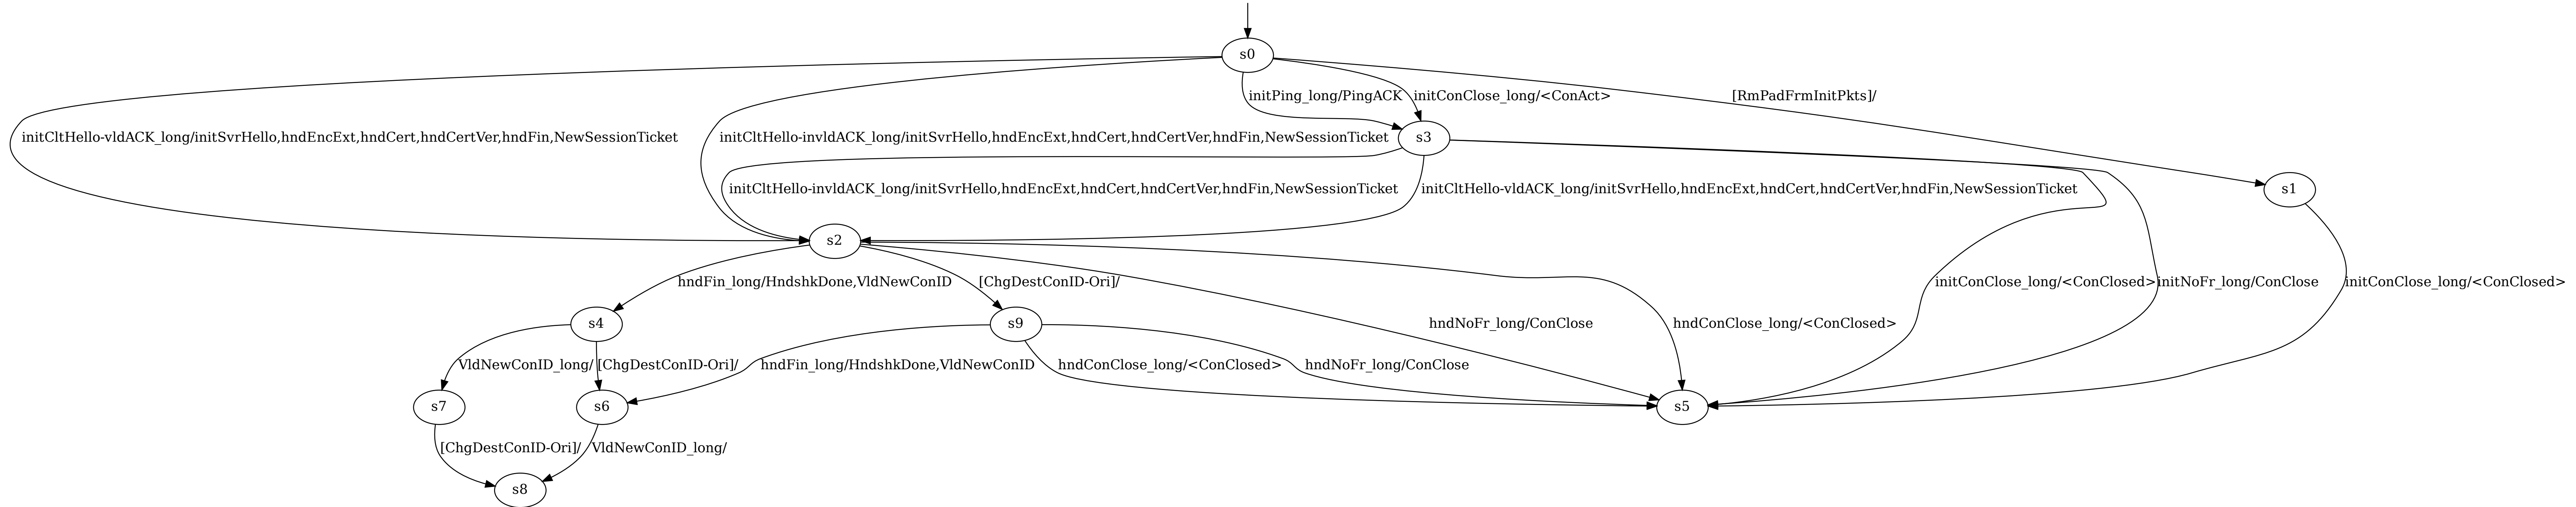 s0
initPing_long/PingACK
initConClose_long/<ConAct>
[RmPadFrmInitPkts]/
initCltHello-vldACK_long/initSvrHello,hndEncExt,hndCert,hndCertVer,hndFin,NewSessionTicket
initCltHello-invldACK_long/initSvrHello,hndEncExt,hndCert,hndCertVer,hndFin,NewSessionTicket
s3
initCltHello-invldACK_long/initSvrHello,hndEncExt,hndCert,hndCertVer,hndFin,NewSessionTicket
initCltHello-vldACK_long/initSvrHello,hndEncExt,hndCert,hndCertVer,hndFin,NewSessionTicket
s1
s2
hndFin_long/HndshkDone,VldNewConID
[ChgDestConID-Ori]/
initConClose_long/<ConClosed>
initNoFr_long/ConClose
initConClose_long/<ConClosed>
s4
s9
hndNoFr_long/ConClose
hndConClose_long/<ConClosed>
VldNewConID_long/
[ChgDestConID-Ori]/
hndFin_long/HndshkDone,VldNewConID
hndConClose_long/<ConClosed>
hndNoFr_long/ConClose
s7
s6
s5
[ChgDestConID-Ori]/
VldNewConID_long/
s8